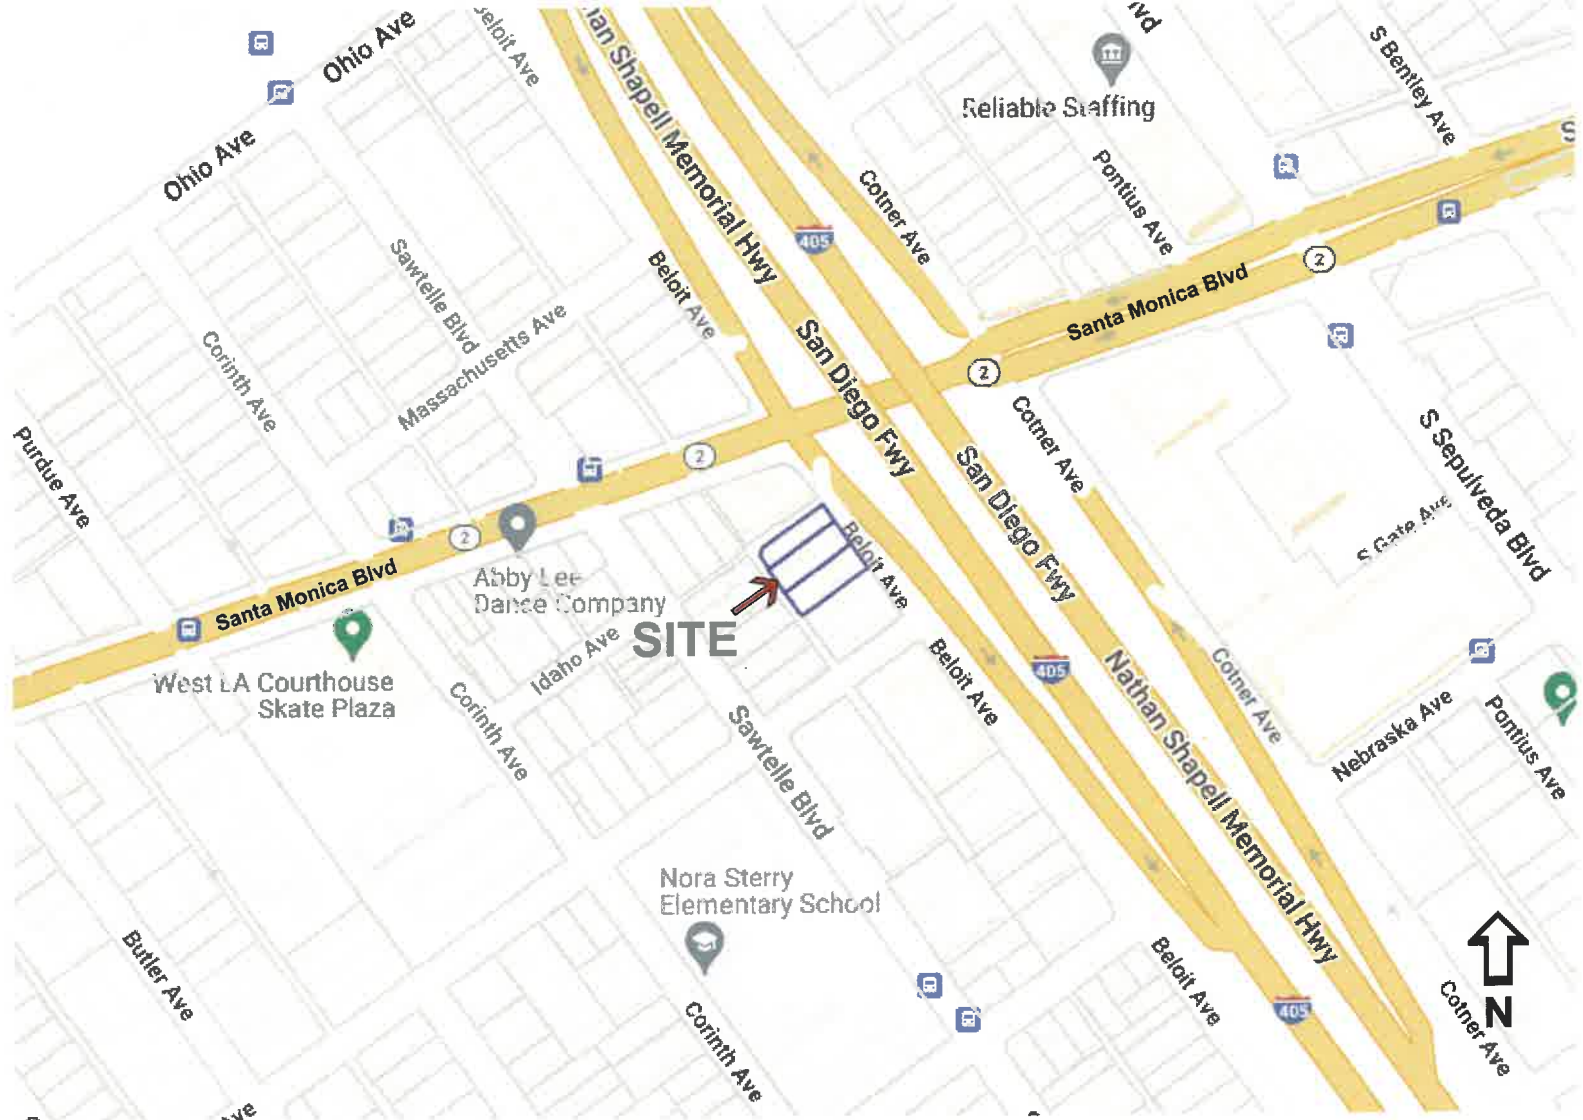 Ohio Ave
Beloit Ave
Shapell Memorial Hwy
S Bentley Ave
Reliable Staffing
Ohio Ave
Pontius Ave
Cotner Ave
405
Sawtelle Blvd
Beloit Ave
2
Santa Monica Blvd
Massachusetts Ave
Corinth Ave
San Diego Fwy
2
Purdue Ave
Cotner Ave
S Sepulveda Blvd
2
San Diego Fwy
S Gate Ave
2
Beloit Ave
Santa Monica Blvd
Abby Lee
Dance Company
SITE
Idaho Ave
West LA Courthouse
Skate Plaza
Corinth Ave
Beloit Ave
405
Cotner Ave
Nathan Shapell Memorial Hwy
Nebraska Ave
Pontius Ave
Sawtelle Blvd
Nora Sterry
Elementary School
Butler Ave
Beloit Ave
405
Corinth Ave
Cotner Ave
N